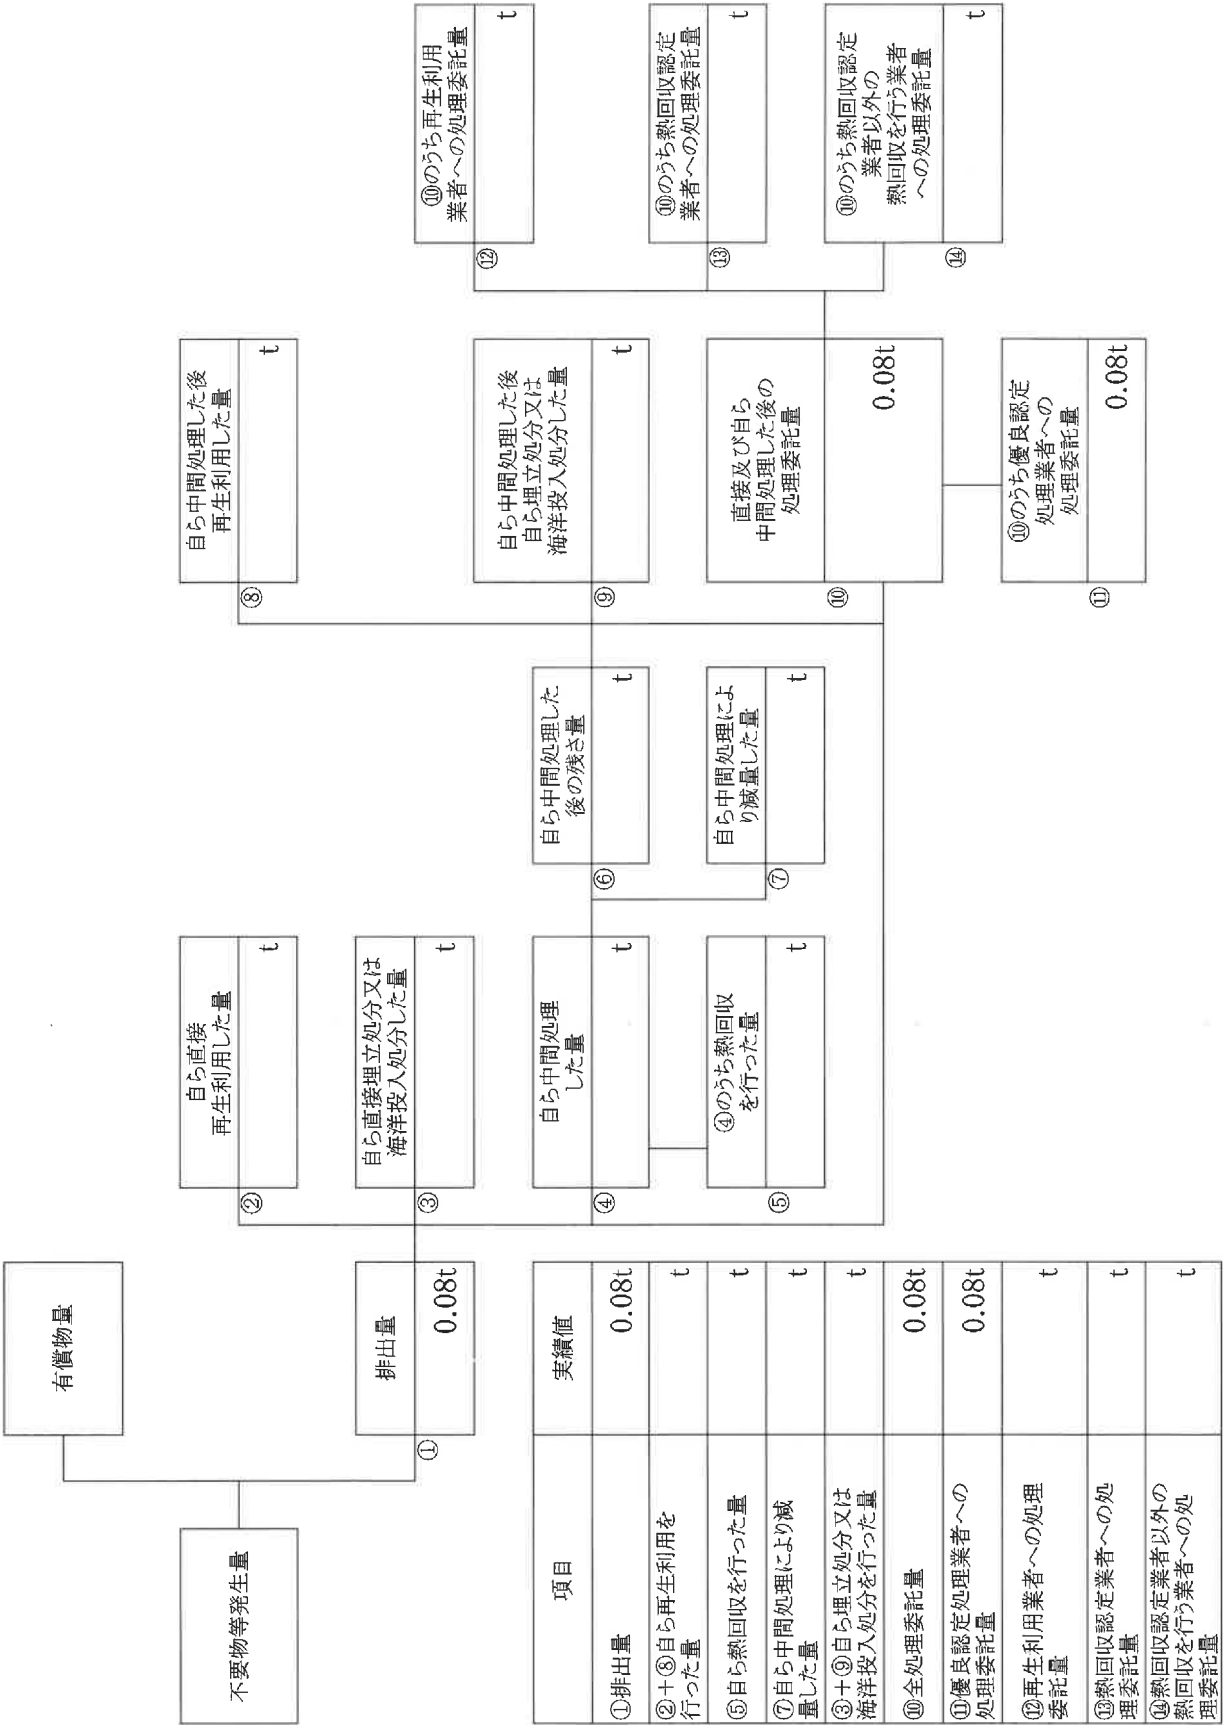 不要物等発生量
有償物量
①
排出量
0.08t
②
自ら直接
再生利用した量
t
③
自ら直接埋立処分又は
海洋投入処分した量
t
④
自ら中間処理
した量
t
⑤
④のうち熱回収
を行った量
t
⑥
自ら中間処理した
後の残さ量
t
⑦
自ら中間処理によ
り減量した量
t
⑧
自ら中間処理した後
再生利用した量
t
⑨
自ら中間処理した後
自ら埋立処分又は
海洋投入処分した量
t
⑩
直接及び自ら
中間処理した後の
処理委託量
0.08t
⑪
⑩のうち優良認定
処理業者への
処理委託量
0.08t
⑫
⑩のうち再生利用
業者への処理委託量
t
⑬
⑩のうち熱回収認定
業者への処理委託量
t
⑭
⑩のうち熱回収認定
業者以外の
熱回収を行う業者
への処理委託量
t
項目
実績値
①排出量
0.08t
②+⑧自ら再生利用を
行った量
t
⑤自ら熱回収を行った量
t
⑦自ら中間処理により減
量した量
t
③+⑨自ら埋立処分又は
海洋投入処分を行った量
t
⑩全処理委託量
0.08t
⑪優良認定処理業者への
処理委託量
0.08t
⑫再生利用業者への処理
委託量
t
⑬熱回収認定業者への処
理委託量
t
⑭熱回収認定業者以外の
熱回収を行う業者への処
理委託量
t